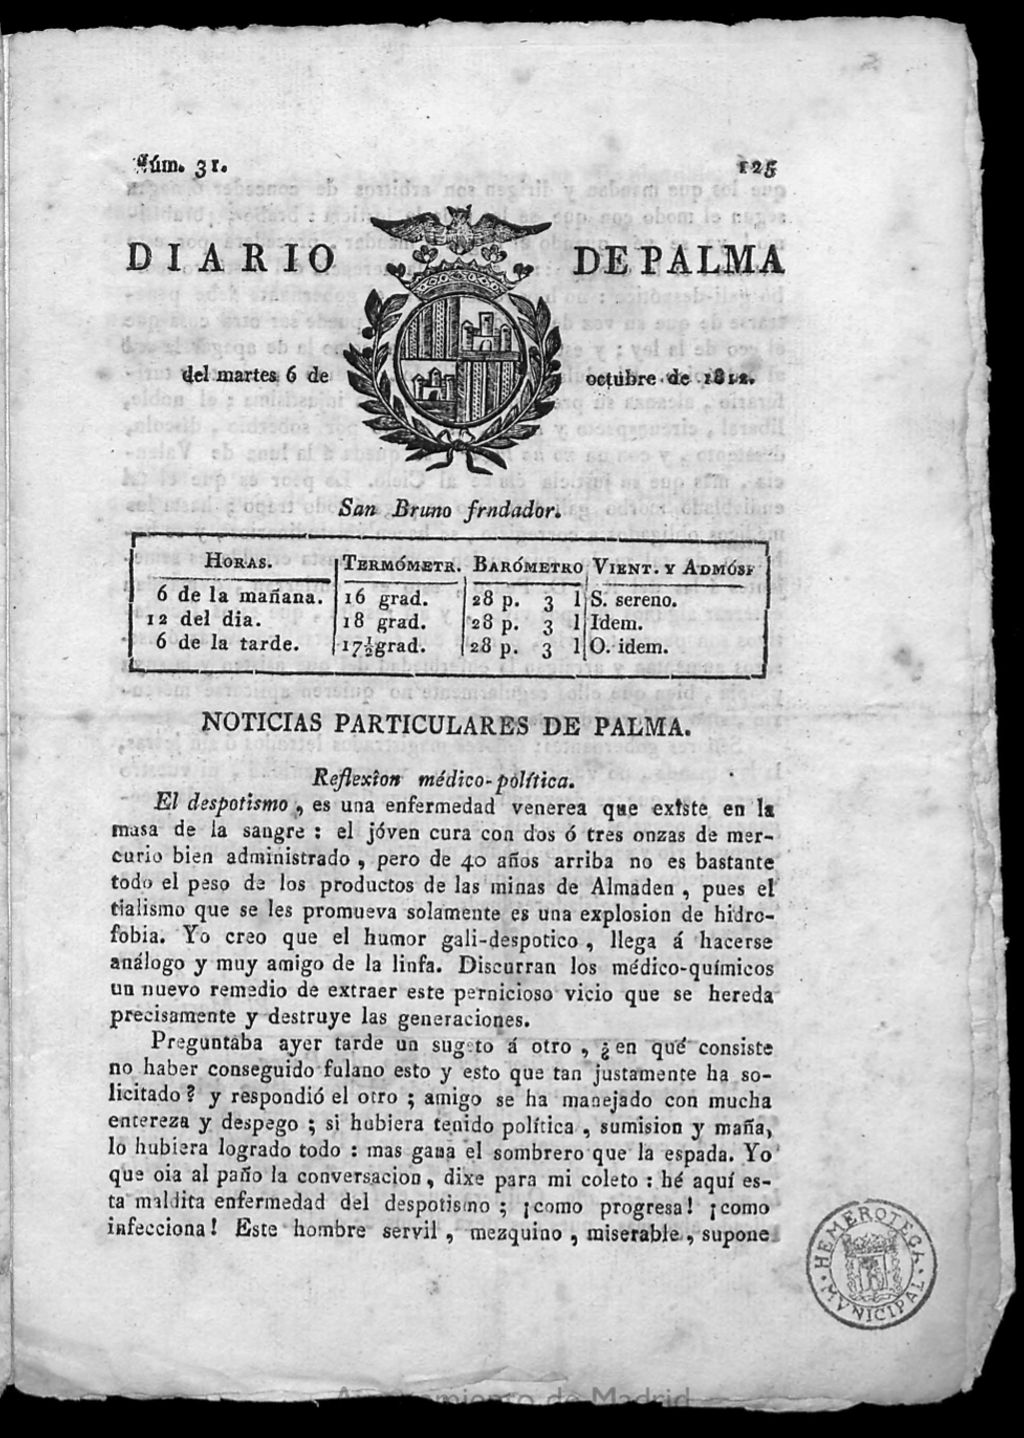 Núm. 31. 125
DIARIO DE PALMA
del martes 6 de octubre de 1812.
San Bruno frndador.
HORAS. TERMÓMETR. BARÓMETRO VIENT. Y ADMÓSF
6 de la mañana. 16 grad. 28 p. 3 l S. sereno.
12 del dia. 18 grad. 28 p. 3 l Idem.
6 de la tarde. 17½grad. 28 p. 3 l O. idem.
NOTICIAS PARTICULARES DE PALMA.
Reflexîon médico-política.
El despotismo, es una enfermedad venerea que exîste en la
masa de la sangre : el jóven cura con dos ó tres onzas de mer-
curio bien administrado , pero de 40 años arriba no es bastante
todo el peso de los productos de las minas de Almaden , pues el
tialismo que se les promueva solamente es una explosion de hidro-
fobia. Yo creo que el humor gali-despotico , llega á hacerse
análogo y muy amigo de la linfa. Discurran los médico-químicos
un nuevo remedio de extraer este pernicioso vicio que se hereda
precisamente y destruye las generaciones.
Preguntaba ayer tarde un sugeto á otro , ¿en qué consiste
no haber conseguido fulano esto y esto que tan justamente ha so-
licitado? y respondió el otro ; amigo se ha manejado con mucha
entereza y despego ; si hubiera tenido política , sumision y maña,
lo hubiera logrado todo : mas gana el sombrero que la espada. Yo
que oia al paño la conversacion, dixe para mi coleto : hé aquí es-
ta maldita enfermedad del despotismo ; ¡como progresa! ¡como
infecciona! Este hombre servil , mezquino , miserable, supone
HEMEROTECA MVNICIPAL
Ayuntamiento de Madrid